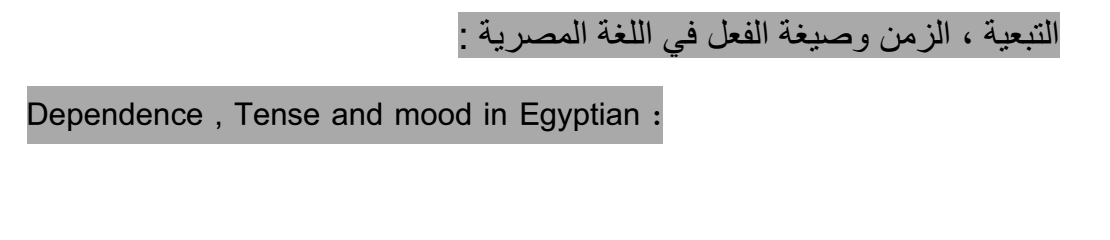 التبعية ، الزمن وصيغة الفعل في اللغة المصرية :
Dependence , Tense and mood in Egyptian :